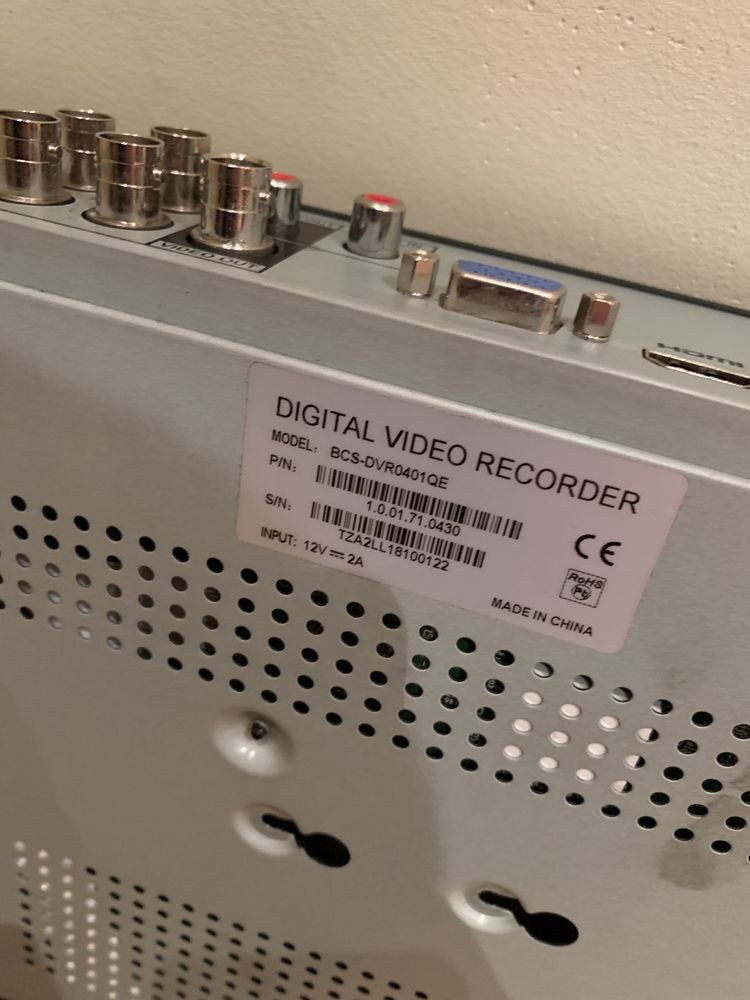 VIDEO OUT
HDMI
DIGITAL VIDEO RECORDER
MODEL: BCS-DVR0401QE
P/N:
1.0.01.71.0430
S/N:
TZA2LL18100122
INPUT: 12V ⎓ 2A
CE
RoHS
Pb
MADE IN CHINA